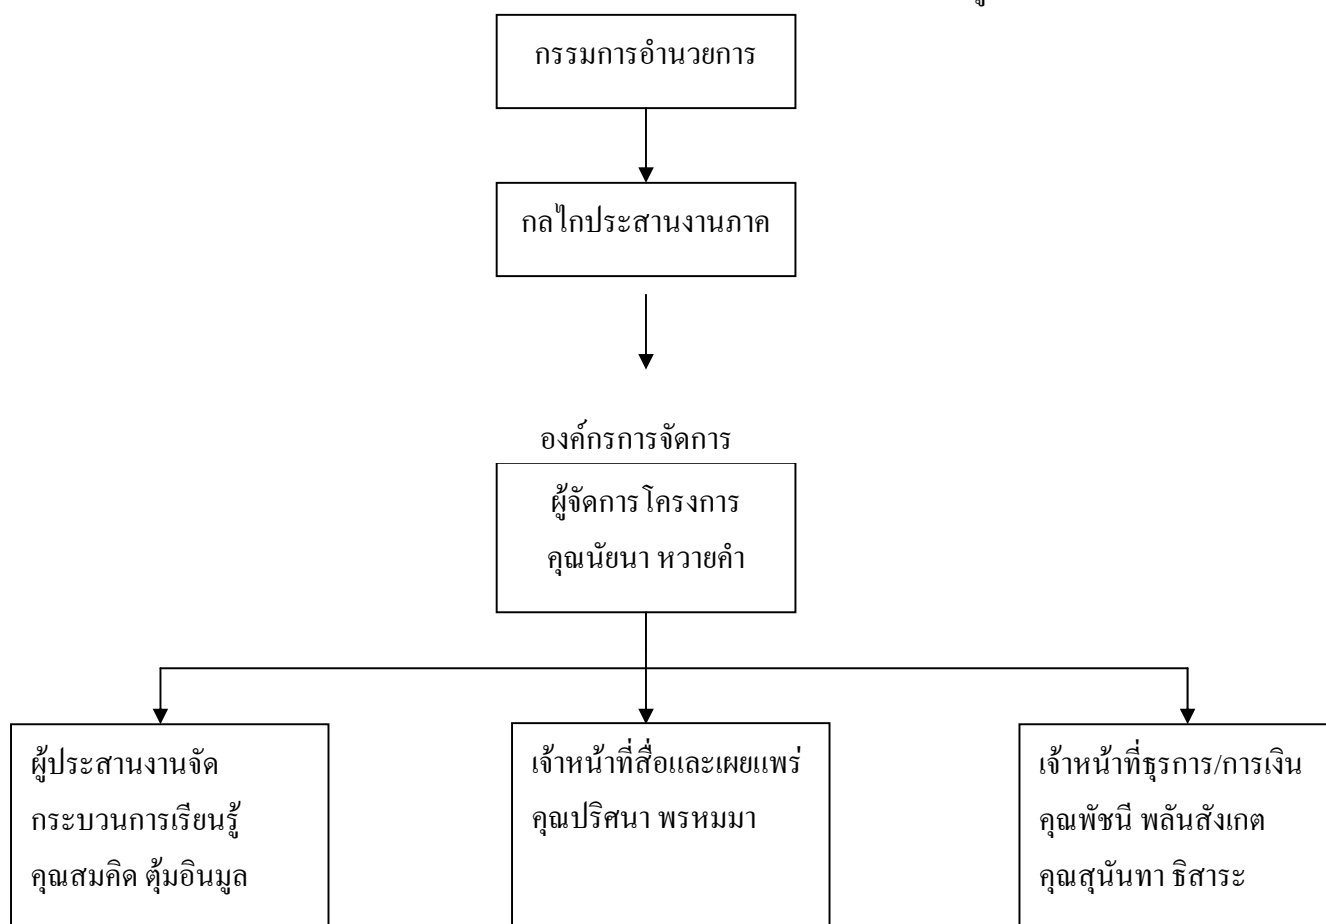 กรรมการอำนวยการ
กลไกประสานงานภาค
องค์กรการจัดการ
ผู้จัดการโครงการ
คุณนัยนา หวายคำ
ผู้ประสานงานจัด
กระบวนการเรียนรู้
คุณสมคิด ตุ้มอินมูล
เจ้าหน้าที่สื่อและเผยแพร่
คุณปริศนา พรหมมา
เจ้าหน้าที่ธุรการ/การเงิน
คุณพัชนี พลันสังเกต
คุณสุนันทา ธิสาระ